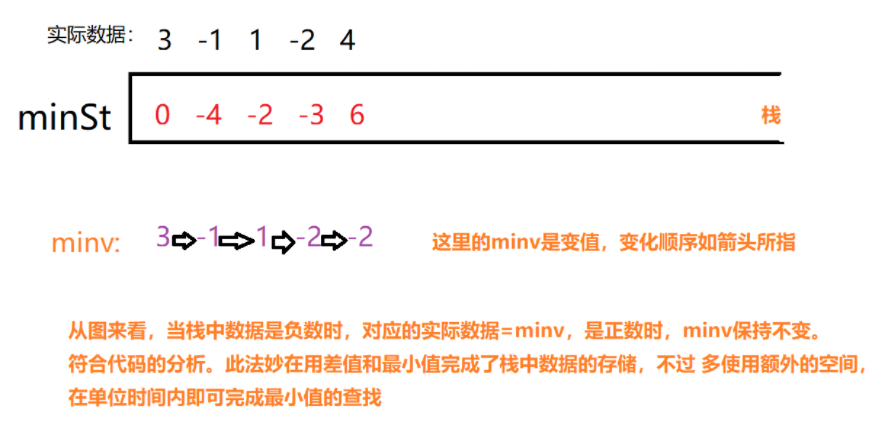 实际数据： 3 -1 1 -2 4
minSt 0 -4 -2 -3 6 栈
minv: 3 -1 1 -2 -2 这里的minv是变值，变化顺序如箭头所指
从图来看，当栈中数据是负数时，对应的实际数据=minv，是正数时，minv保持不变。
符合代码的分析。此法妙在用差值和最小值完成了栈中数据的存储，不过 多使用额外的空间，
在单位时间内即可完成最小值的查找